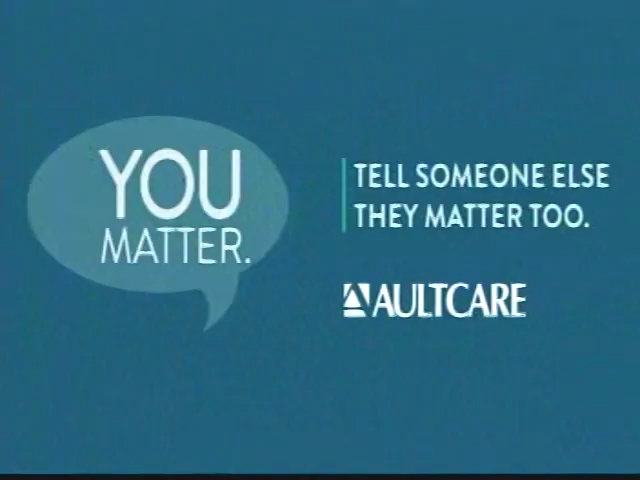 YOU
MATTER.
TELL SOMEONE ELSE
THEY MATTER TOO.
AULTCARE